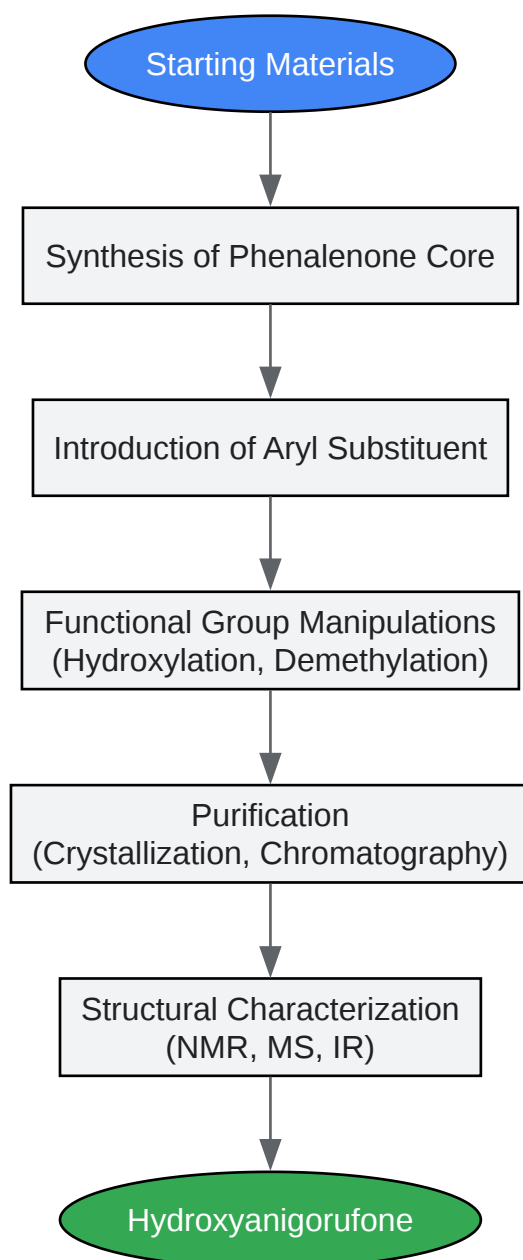 Starting Materials
Synthesis of Phenalenone Core
Introduction of Aryl Substituent
Functional Group Manipulations
(Hydroxylation, Demethylation)
Purification
(Crystallization, Chromatography)
Structural Characterization
(NMR, MS, IR)
Hydroxyanigorufone